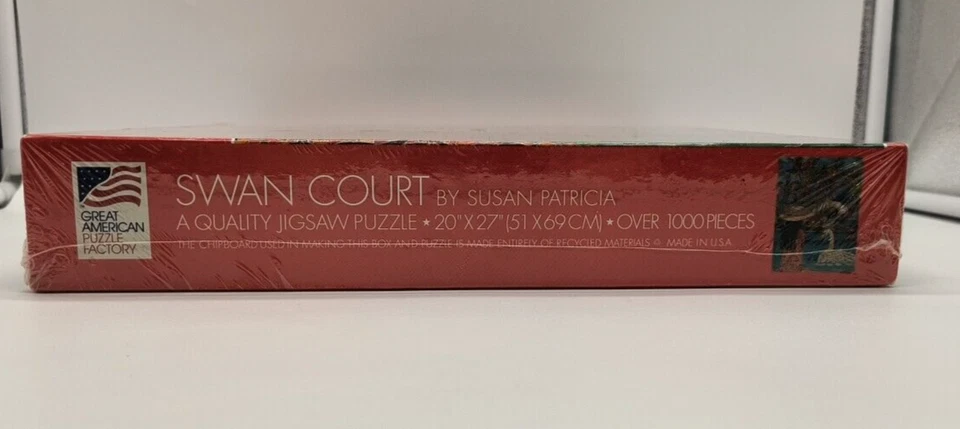 GREAT
AMERICAN
PUZZLE
FACTORY
SWAN COURT BY SUSAN PATRICIA
A QUALITY JIGSAW PUZZLE ★ 20"X27" (51 X 69 CM) ★ OVER 1000 PIECES
THE CHIPBOARD USED IN MAKING THIS BOX AND PUZZLE IS MADE ENTIRELY OF RECYCLED MATERIALS MADE IN U.S.A.